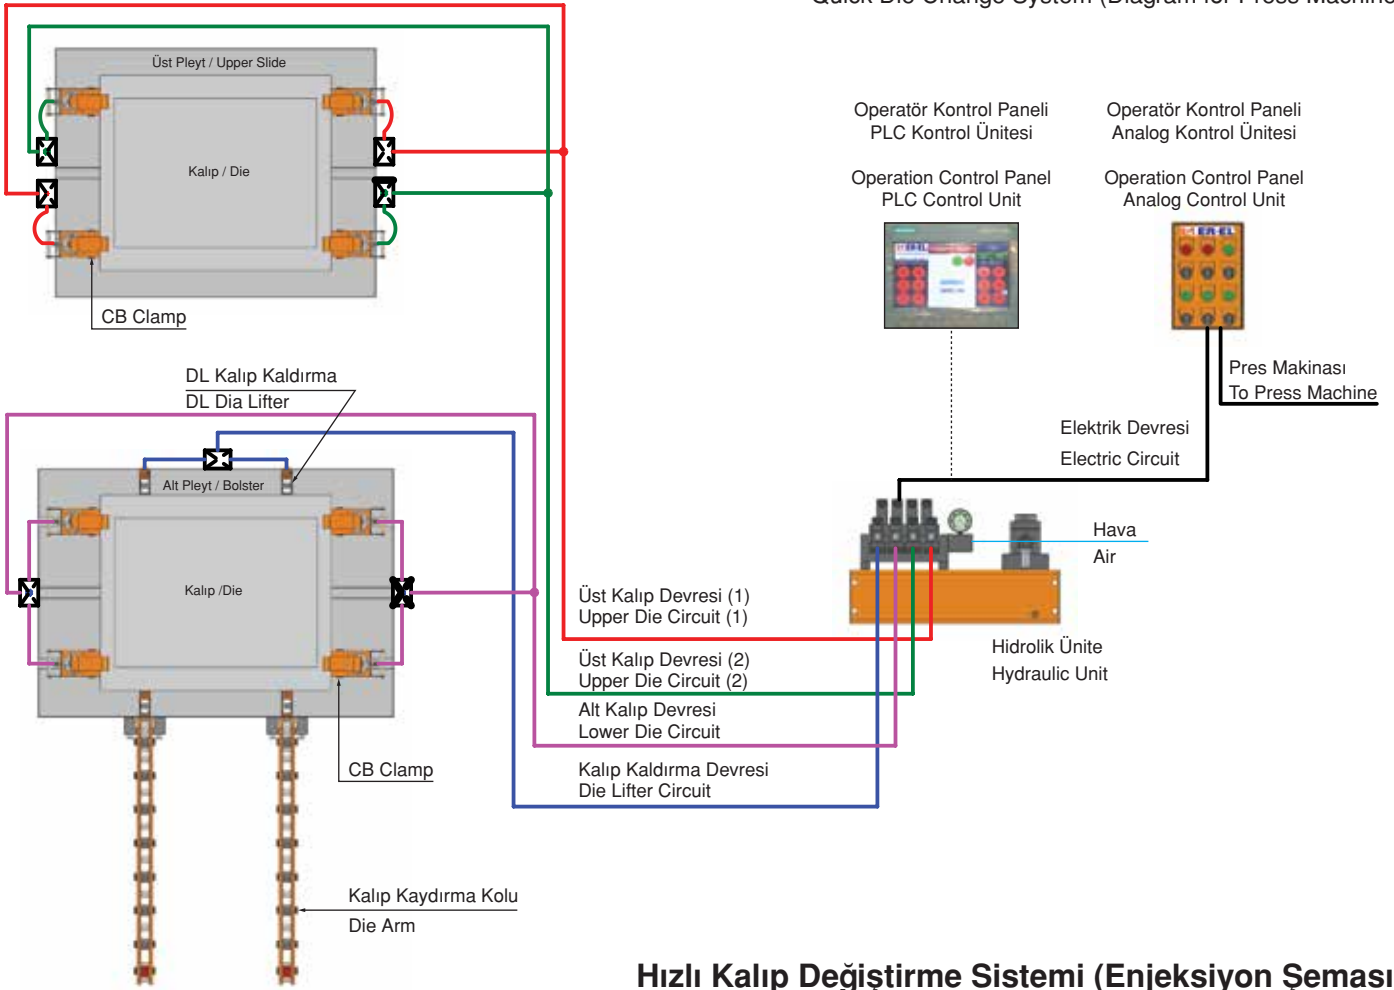 Quick Die Change System (Diagram for Press Machine
Üst Pleyt / Upper Slide
Kalıp / Die
CB Clamp
Operatör Kontrol Paneli
PLC Kontrol Ünitesi
Operation Control Panel
PLC Control Unit
Operatör Kontrol Paneli
Analog Kontrol Ünitesi
Operation Control Panel
Analog Control Unit
ER-EL
ER-EL
Pres Makinası
To Press Machine
Elektrik Devresi
Electric Circuit
DL Kalıp Kaldırma
DL Dia Lifter
Alt Pleyt / Bolster
Kalıp /Die
CB Clamp
Hava
Air
Hidrolik Ünite
Hydraulic Unit
Üst Kalıp Devresi (1)
Upper Die Circuit (1)
Üst Kalıp Devresi (2)
Upper Die Circuit (2)
Alt Kalıp Devresi
Lower Die Circuit
Kalıp Kaldırma Devresi
Die Lifter Circuit
Kalıp Kaydırma Kolu
Die Arm
Hızlı Kalıp Değiştirme Sistemi (Enjeksiyon Şeması